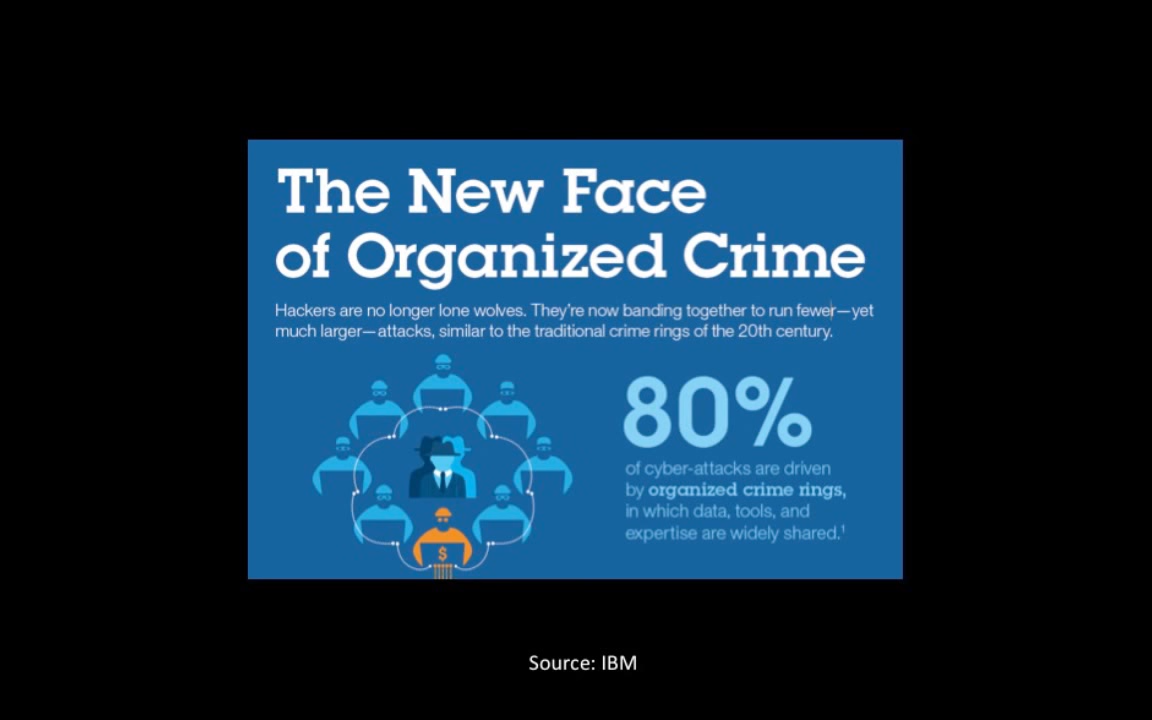 The New Face
of Organized Crime
Hackers are no longer lone wolves. They're now banding together to run fewer—yet
much larger—attacks, similar to the traditional crime rings of the 20th century.
80%
of cyber-attacks are driven
by organized crime rings,
in which data, tools, and
expertise are widely shared.¹
$
Source: IBM